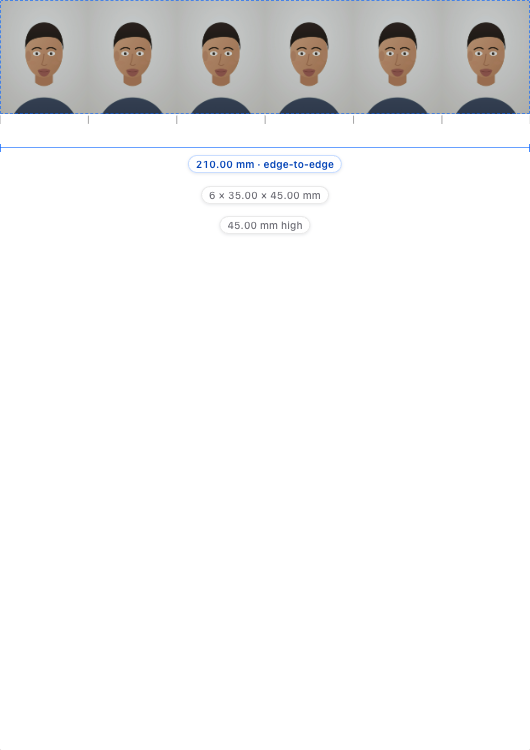 210.00 mm · edge-to-edge
6 × 35.00 × 45.00 mm
45.00 mm high